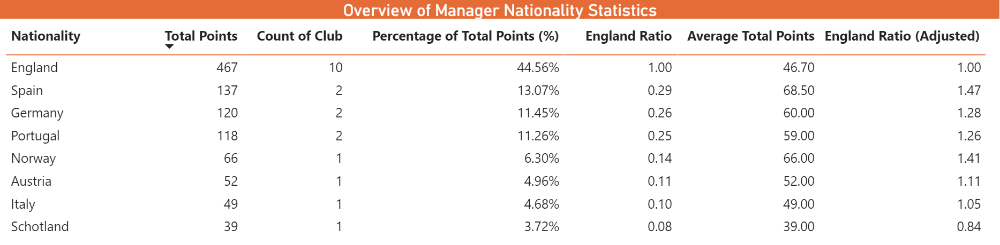 Overview of Manager Nationality Statistics
Nationality Total Points Count of Club Percentage of Total Points (%) England Ratio Average Total Points England Ratio (Adjusted)
England 467 10 44.56% 1.00 46.70 1.00
Spain 137 2 13.07% 0.29 68.50 1.47
Germany 120 2 11.45% 0.26 60.00 1.28
Portugal 118 2 11.26% 0.25 59.00 1.26
Norway 66 1 6.30% 0.14 66.00 1.41
Austria 52 1 4.96% 0.11 52.00 1.11
Italy 49 1 4.68% 0.10 49.00 1.05
Schotland 39 1 3.72% 0.08 39.00 0.84